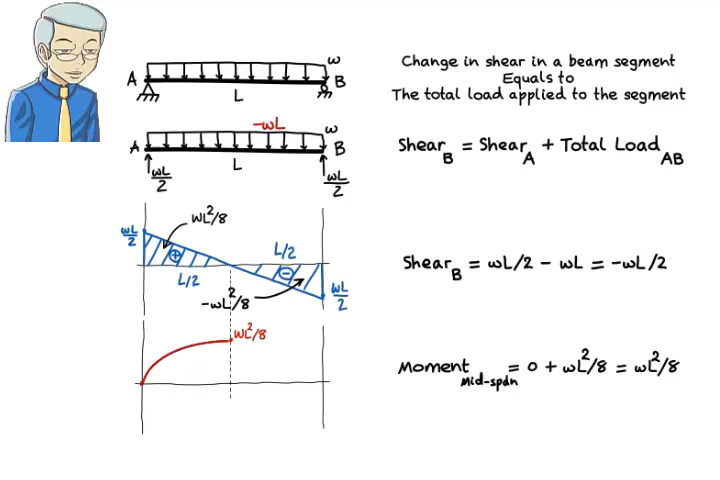 ω
A
B
L
-ωL
ω
A
B
L
ωL/2
ωL/2
ωL²/8
ωL/2
+
L/2
L/2
-
-ωL²/8
ωL/2
ωL²/8
Change in shear in a beam segment
Equals to
The total load applied to the segment
Shear_B = Shear_A + Total Load_AB
Shear_B = ωL/2 - ωL = -ωL/2
Moment_Mid-span = 0 + ωL²/8 = ωL²/8